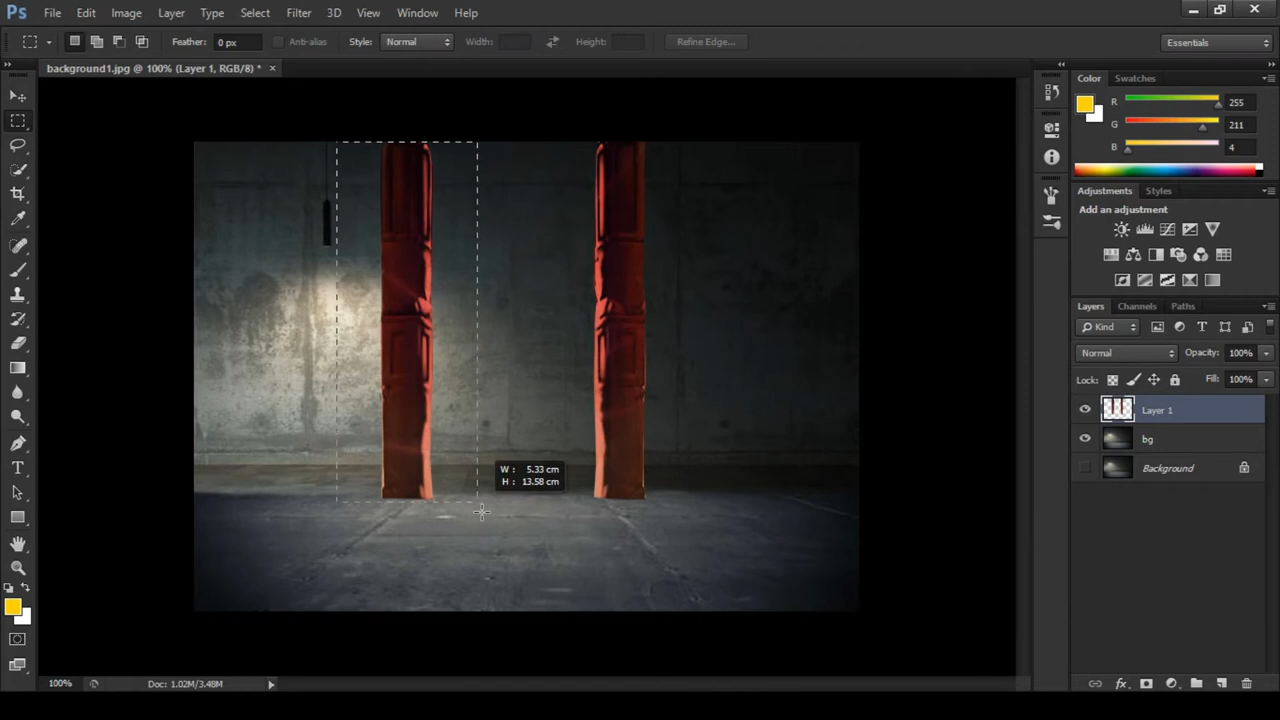 Ps File Edit Image Layer Type Select Filter 3D View Window Help
Feather: 0 px Anti-alias Style: Normal Width: Height: Refine Edge... Essentials
background1.jpg @ 100% (Layer 1, RGB/8) * ×
Color Swatches
R 255
G 211
B 4
Adjustments Styles
Add an adjustment
Layers Channels Paths
Kind
Normal Opacity: 100%
Lock: Fill: 100%
Layer 1
bg
Background
W : 5.33 cm
H : 13.58 cm
100% Doc: 1.02M/3.48M